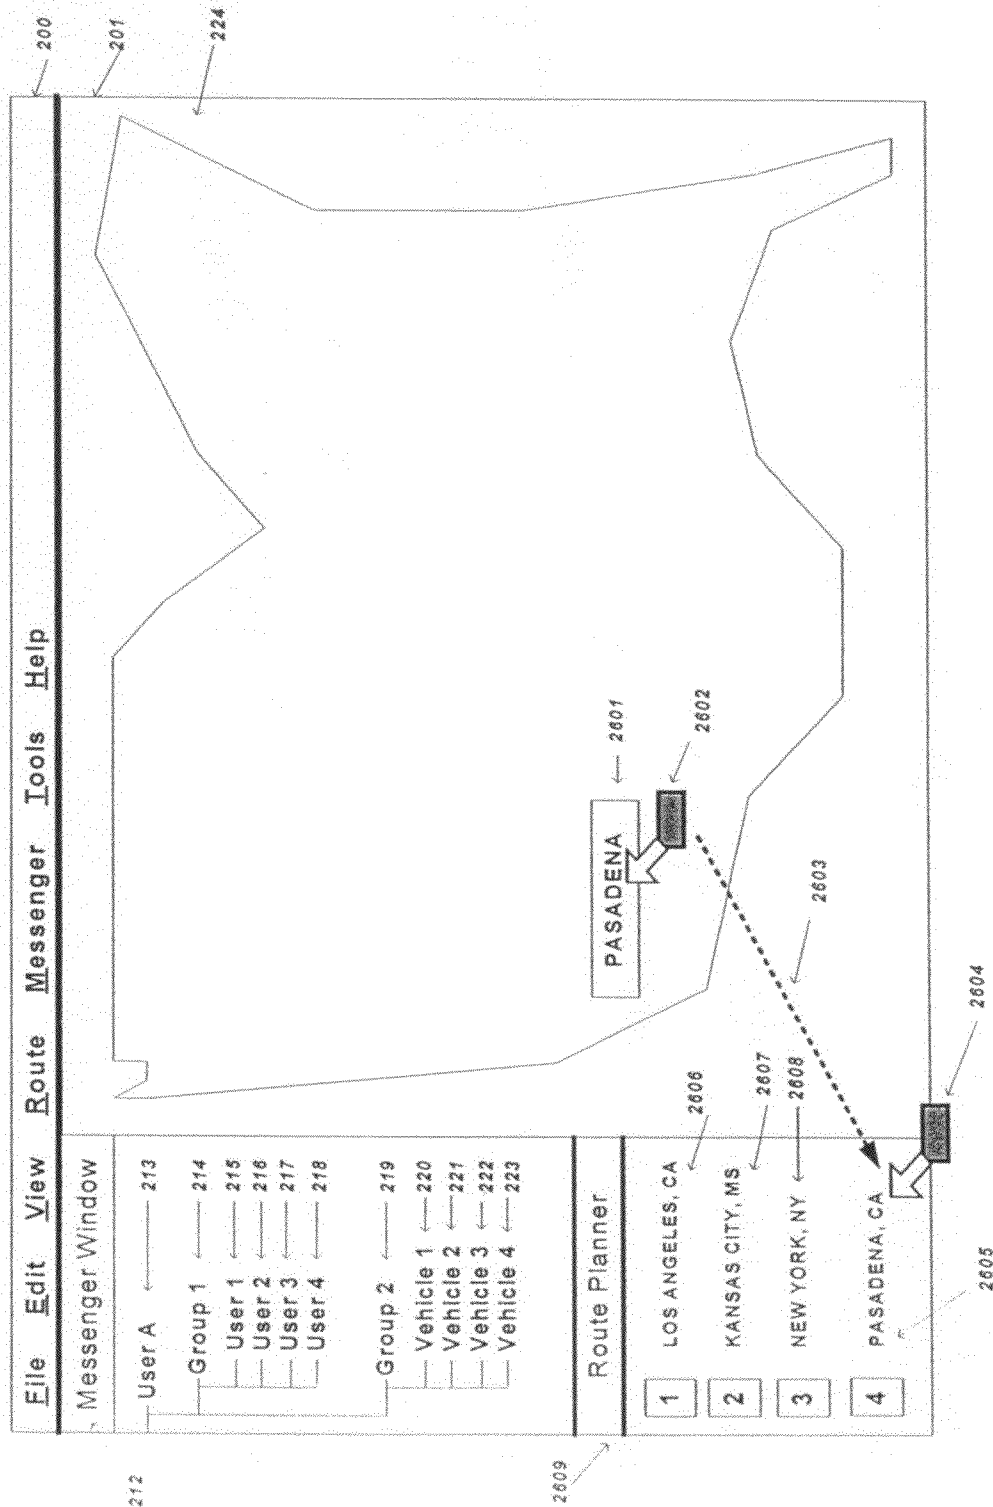 200
201
224
File Edit View Route Messenger Tools Help
Messenger Window
212
User A 213
Group 1 214
User 1 215
User 2 216
User 3 217
User 4 218
Group 2 219
Vehicle 1 220
Vehicle 2 221
Vehicle 3 222
Vehicle 4 223
PASADENA
2601
2602
2603
2604
2609
Route Planner
1 LOS ANGELES, CA 2606
2 KANSAS CITY, MS 2607
3 NEW YORK, NY 2608
4 PASADENA, CA
2605